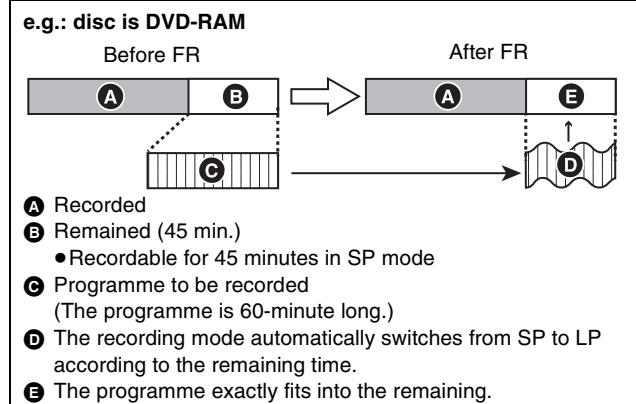 e.g.: disc is DVD-RAM
Before FR
After FR
A
B
A
E
C
D
A Recorded
B Remained (45 min.)
●Recordable for 45 minutes in SP mode
C Programme to be recorded
(The programme is 60-minute long.)
D The recording mode automatically switches from SP to LP
according to the remaining time.
E The programme exactly fits into the remaining.